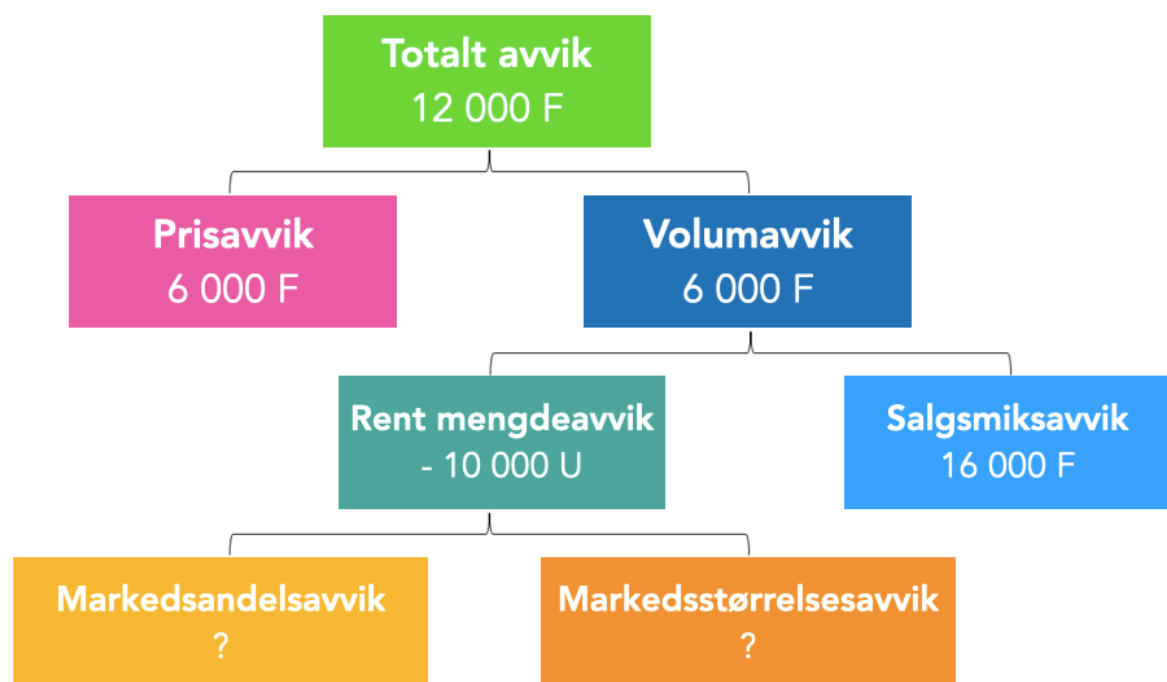 Totalt avvik
12 000 F
Prisavvik
6 000 F
Volumavvik
6 000 F
Rent mengdeavvik
- 10 000 U
Salgsmiksavvik
16 000 F
Markedsandelsavvik
?
Markedsstørrelsesavvik
?